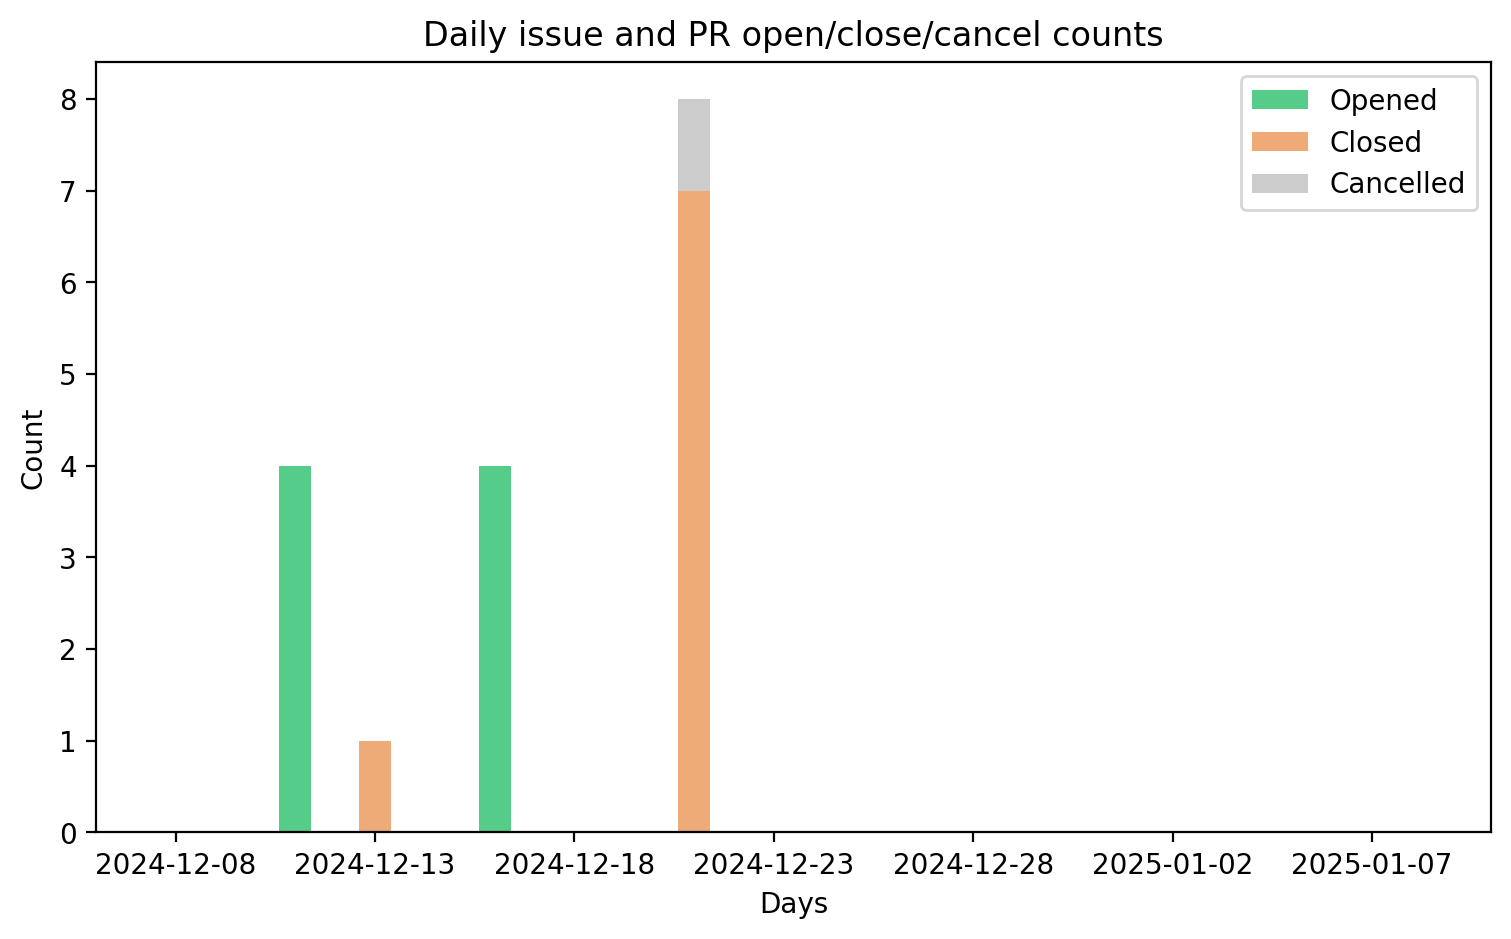 Daily issue and PR open/close/cancel counts
Opened
Closed
Cancelled
8
7
6
5
4
3
2
1
0
Count
2024-12-08 2024-12-13 2024-12-18 2024-12-23 2024-12-28 2025-01-02 2025-01-07
Days